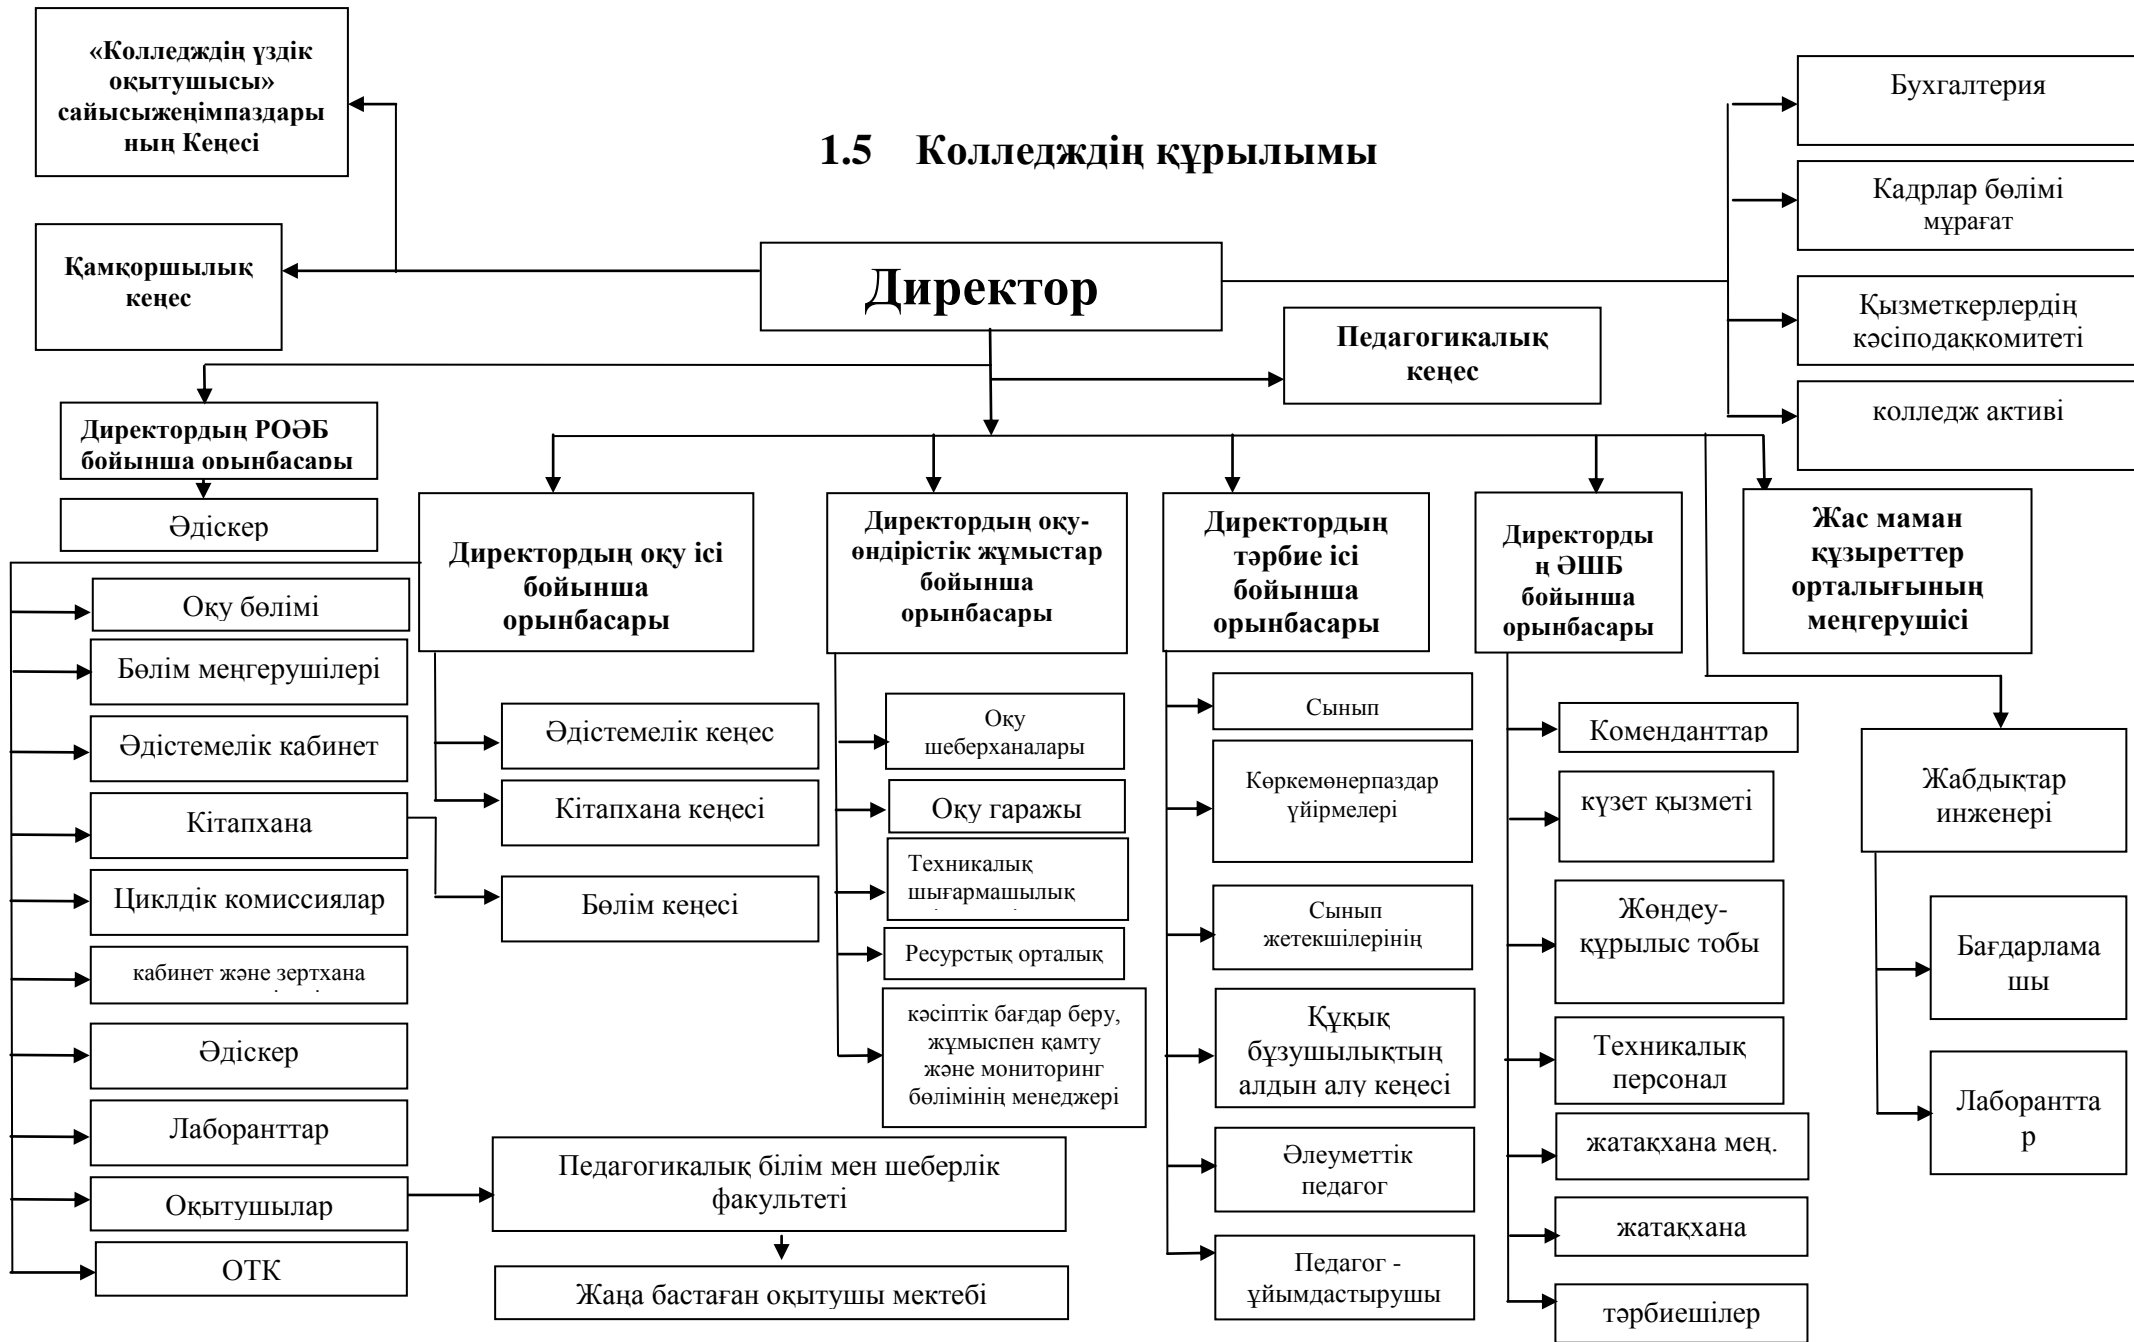 «Колледждің үздік
оқытушысы»
сайысыжеңімпаздары
ның Кеңесі
Бухгалтерия
1.5 Колледждің құрылымы
Кадрлар бөлімі
мұрағат
Қамқоршылық
кеңес
Директор
Қызметкерлердің
кәсіподаққомитеті
Педагогикалық
кеңес
колледж активі
Директордың РОӘБ
бойынша орынбасары
Әдіскер
Директордың оқу ісі
бойынша
орынбасары
Директордың оқу-
өндірістік жұмыстар
бойынша
орынбасары
Директордың
тәрбие ісі
бойынша
орынбасары
Директорды
ң ӘШБ
бойынша
орынбасары
Жас маман
құзыреттер
орталығының
меңгерушісі
Оқу бөлімі
Бөлім меңгерушілері
Әдістемелік кабинет
Кітапхана
Циклдік комиссиялар
кабинет және зертхана
Әдіскер
Лаборанттар
Оқытушылар
ОТК
Әдістемелік кеңес
Кітапхана кеңесі
Бөлім кеңесі
Педагогикалық білім мен шеберлік
факультеті
Жаңа бастаған оқытушы мектебі
Оқу
шеберханалары
Оқу гаражы
Техникалық
шығармашылық
Ресурстық орталық
кәсіптік бағдар беру,
жұмыспен қамту
және мониторинг
бөлімінің менеджері
Сынып
Көркемөнерпаздар
үйірмелері
Сынып
жетекшілерінің
Құқық
бұзушылықтың
алдын алу кеңесі
Әлеуметтік
педагог
Педагог -
ұйымдастырушы
Коменданттар
күзет қызметі
Жөндеу-
құрылыс тобы
Техникалық
персонал
жатақхана мең.
жатақхана
тәрбиешілер
Жабдықтар
инженері
Бағдарлама
шы
Лаборантта
р